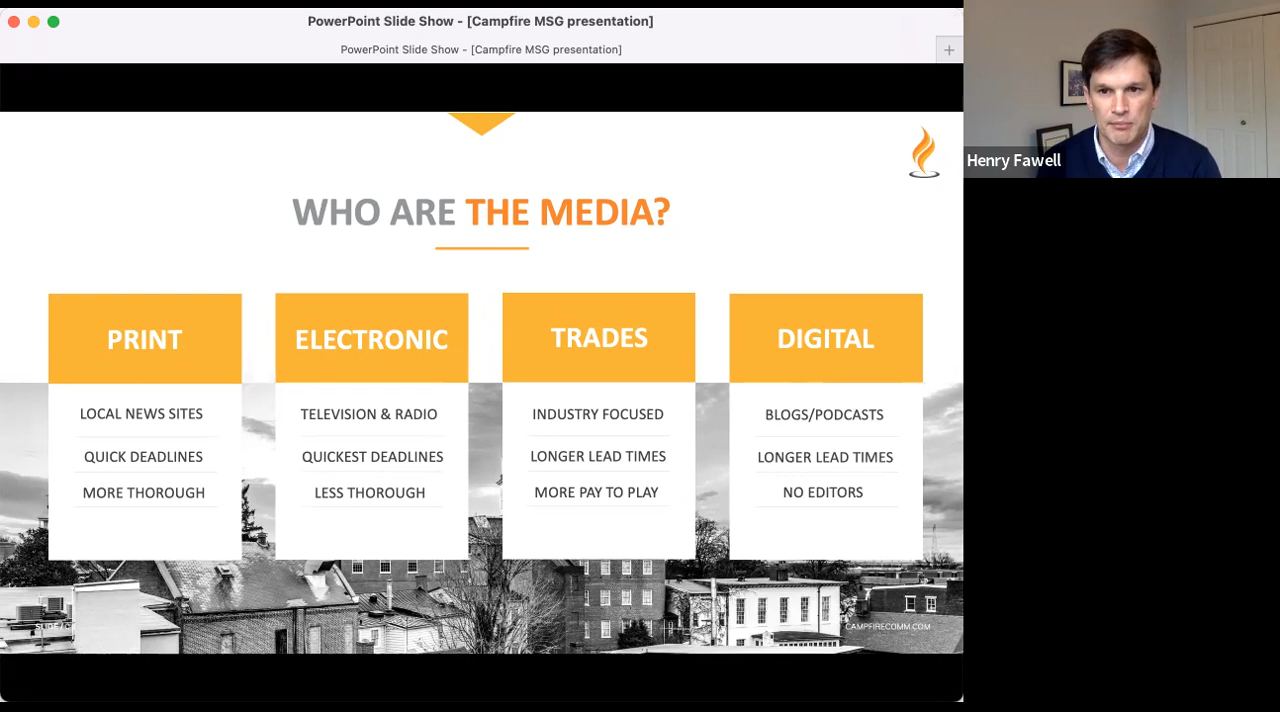 PowerPoint Slide Show - [Campfire MSG presentation]
PowerPoint Slide Show - [Campfire MSG presentation]
Henry Fawell
WHO ARE THE MEDIA?
PRINT
LOCAL NEWS SITES
QUICK DEADLINES
MORE THOROUGH
ELECTRONIC
TELEVISION & RADIO
QUICKEST DEADLINES
LESS THOROUGH
TRADES
INDUSTRY FOCUSED
LONGER LEAD TIMES
MORE PAY TO PLAY
DIGITAL
BLOGS/PODCASTS
LONGER LEAD TIMES
NO EDITORS
CAMPFIRECOMM.COM